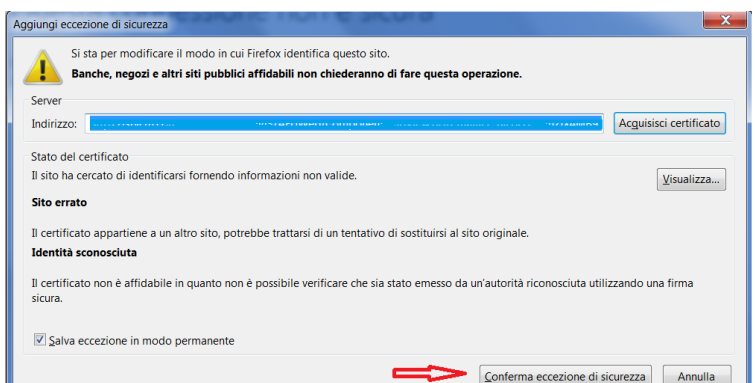 connessione non è sicura
Aggiungi eccezione di sicurezza
Si sta per modificare il modo in cui Firefox identifica questo sito.
Banche, negozi e altri siti pubblici affidabili non chiederanno di fare questa operazione.
Server
Indirizzo:
Acquisisci certificato
Stato del certificato
Il sito ha cercato di identificarsi fornendo informazioni non valide.
Visualizza...
Sito errato
Il certificato appartiene a un altro sito, potrebbe trattarsi di un tentativo di sostituirsi al sito originale.
Identità sconosciuta
Il certificato non è affidabile in quanto non è possibile verificare che sia stato emesso da un'autorità riconosciuta utilizzando una firma
sicura.
Salva eccezione in modo permanente
Conferma eccezione di sicurezza Annulla